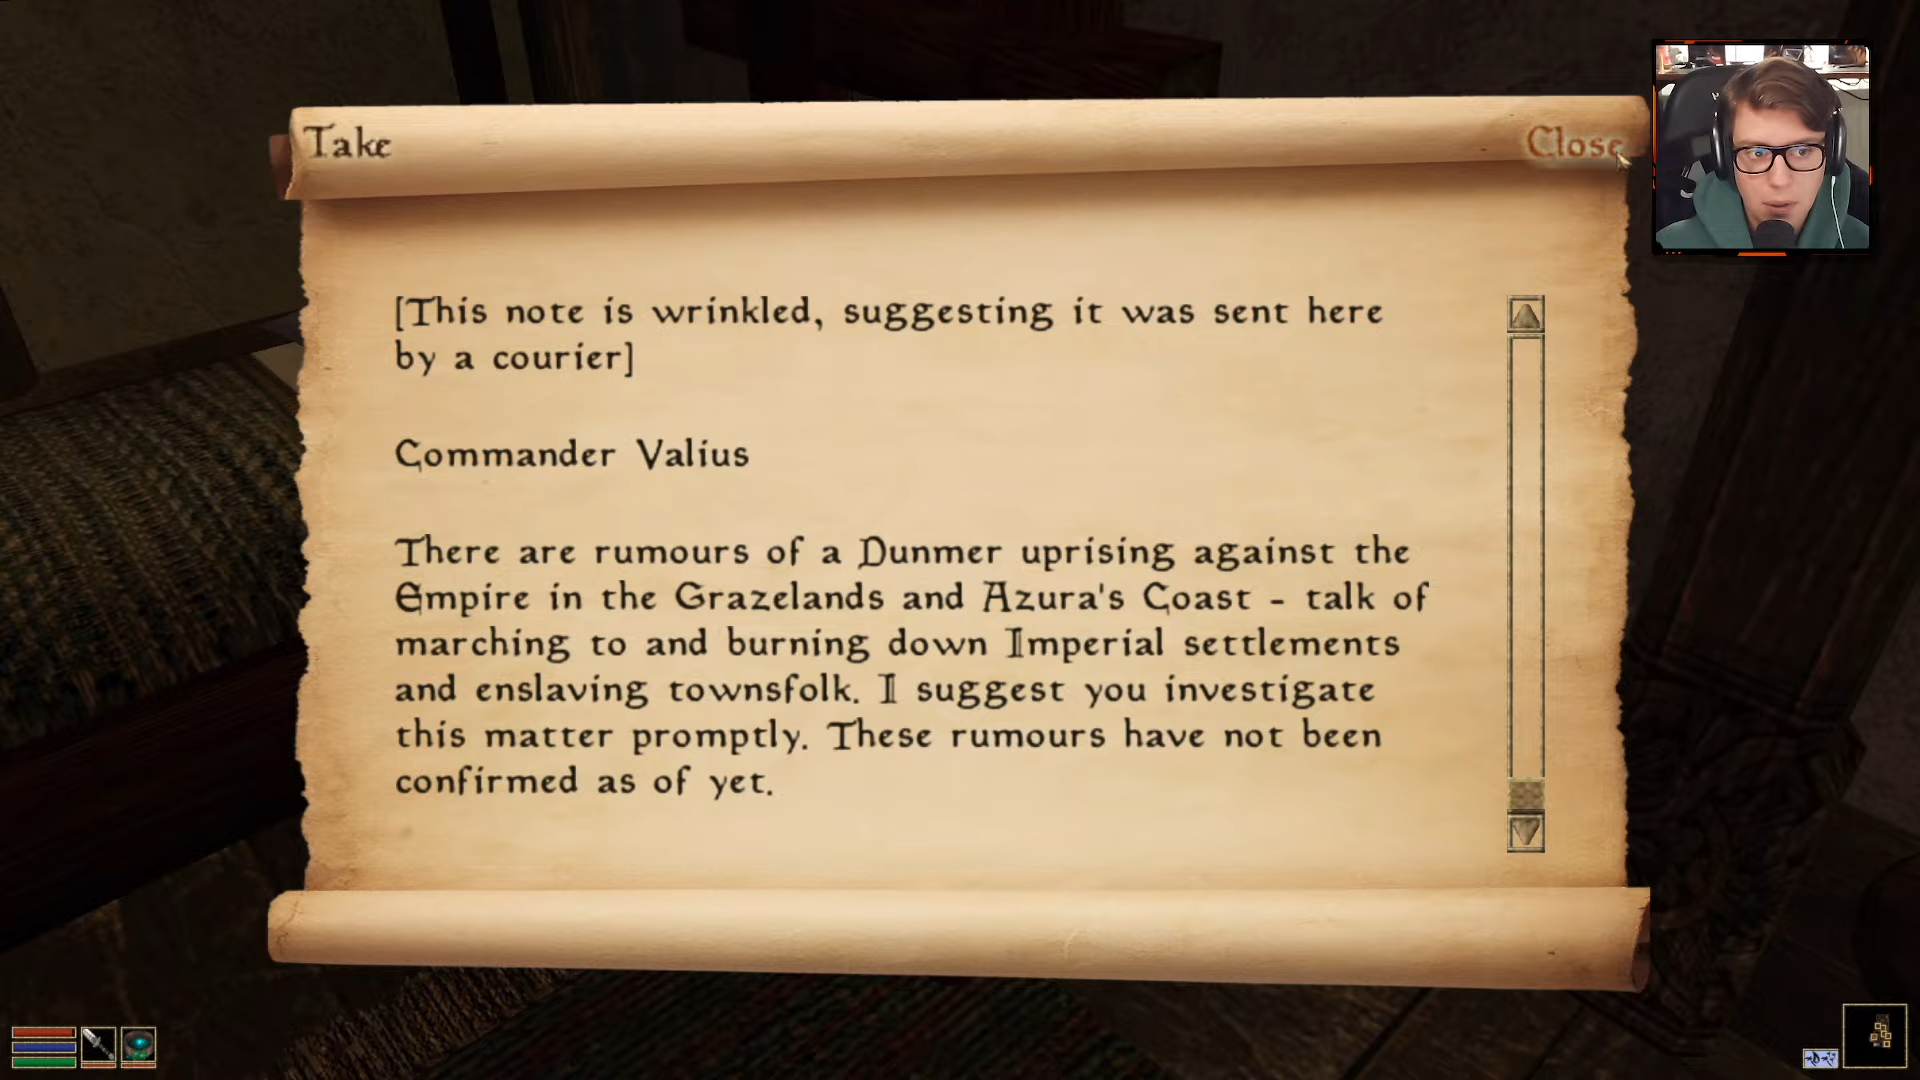 Take
Close
[This note is wrinkled, suggesting it was sent here
by a courier]
Commander Valius
There are rumours of a Dunmer uprising against the
Empire in the Grazelands and Azura's Coast - talk of
marching to and burning down Imperial settlements
and enslaving townsfolk. I suggest you investigate
this matter promptly. These rumours have not been
confirmed as of yet.